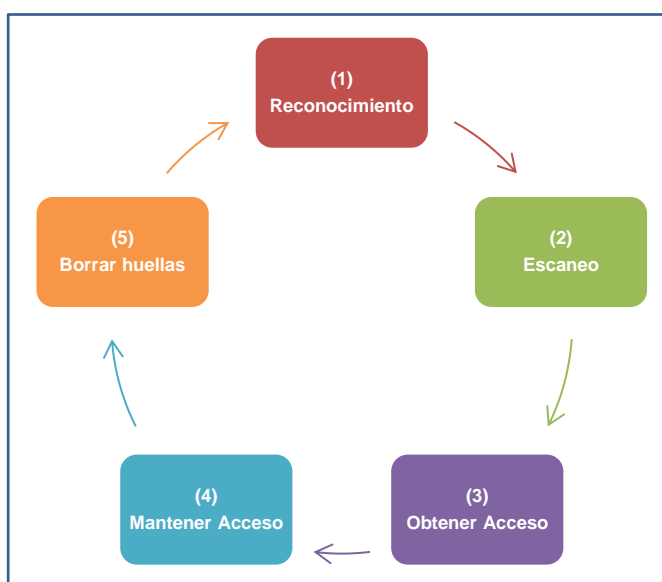 (1)
Reconocimiento
(2)
Escaneo
(3)
Obtener Acceso
(4)
Mantener Acceso
(5)
Borrar huellas